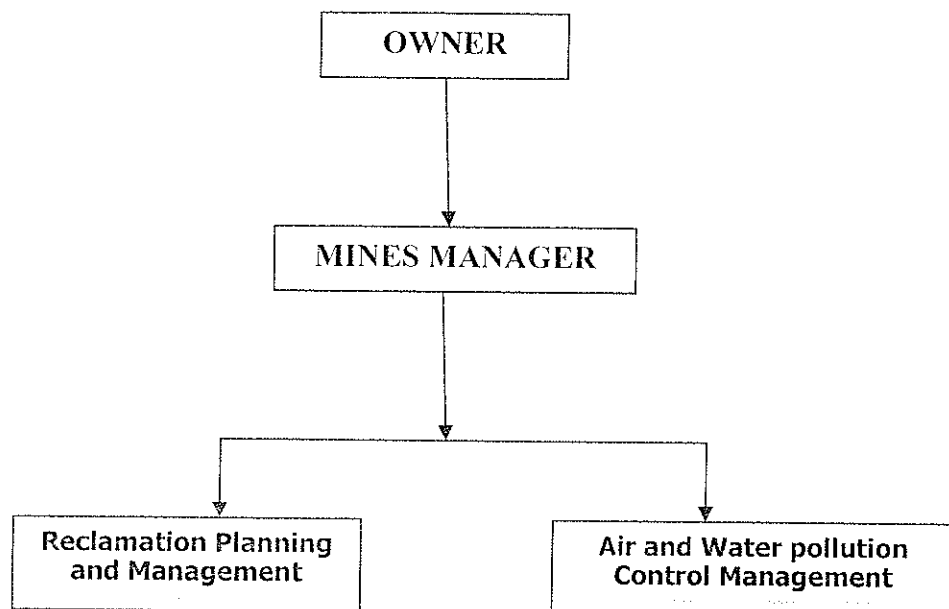 OWNER
MINES MANAGER
Reclamation Planning
and Management
Air and Water pollution
Control Management